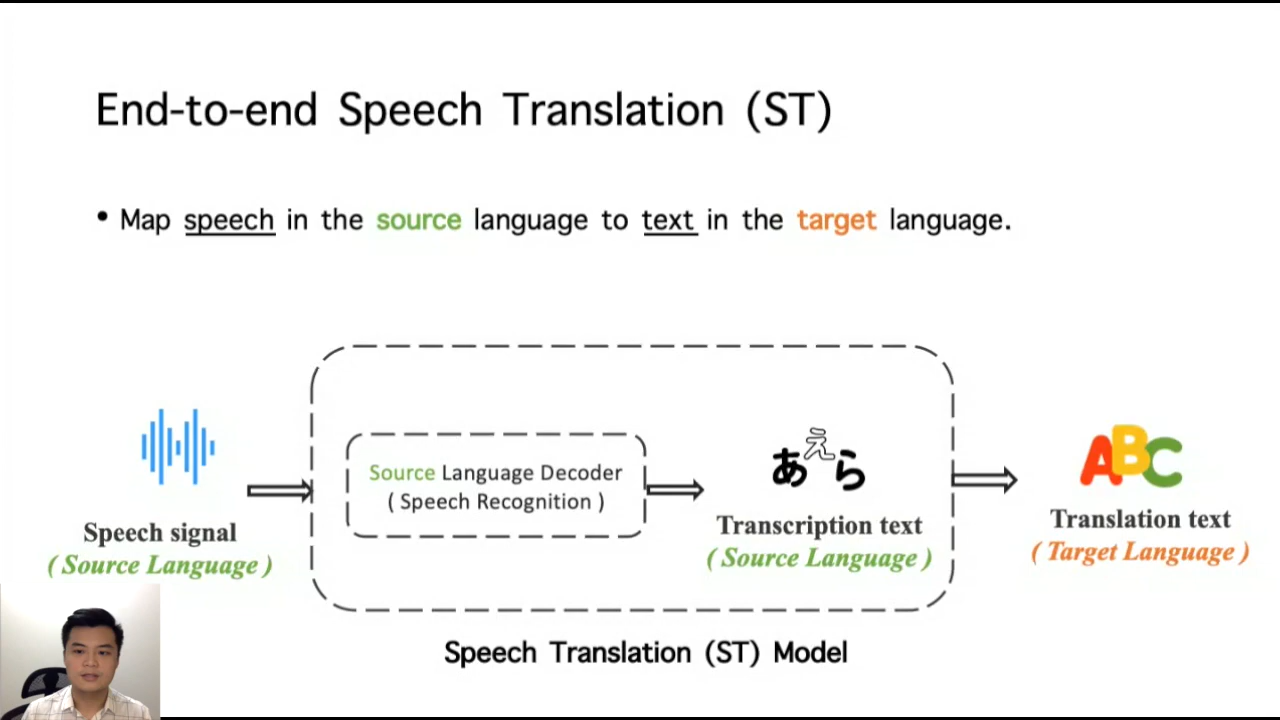 End-to-end Speech Translation (ST)
• Map speech in the source language to text in the target language.
Source Language Decoder
( Speech Recognition )
あえら
ABC
Speech signal
( Source Language )
Transcription text
( Source Language )
Translation text
( Target Language )
Speech Translation (ST) Model